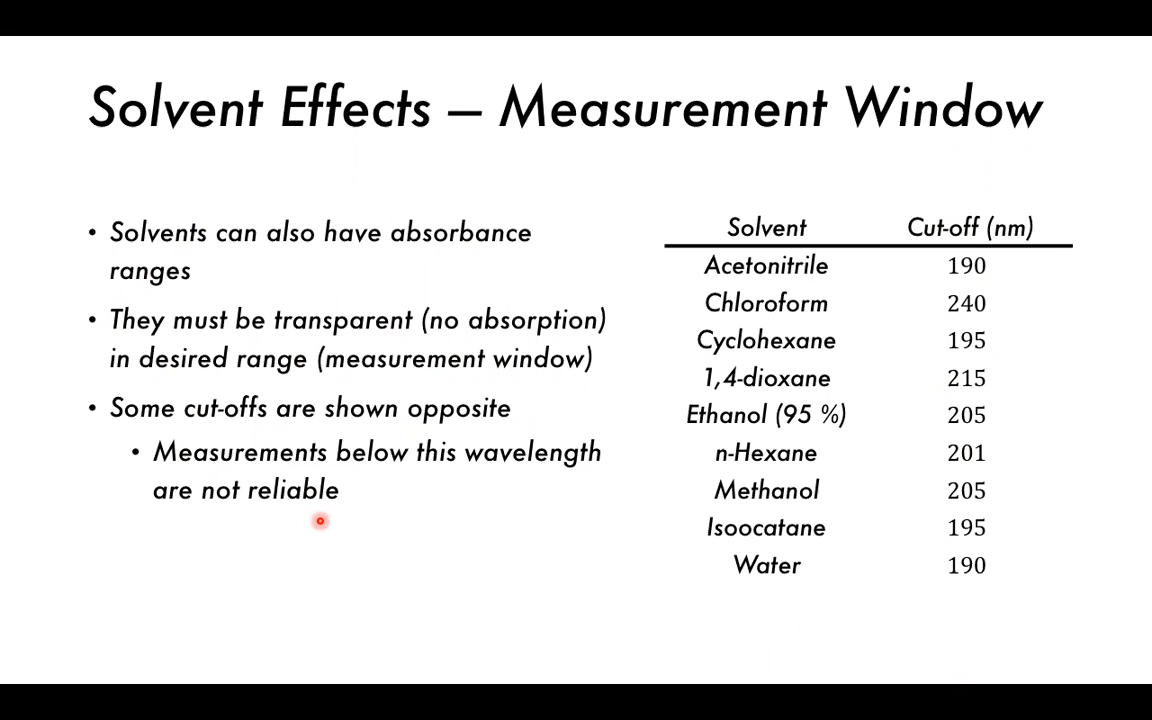 Solvent Effects – Measurement Window
• Solvents can also have absorbance
ranges
• They must be transparent (no absorption)
in desired range (measurement window)
• Some cut-offs are shown opposite
• Measurements below this wavelength
are not reliable
Solvent Cut-off (nm)
Acetonitrile 190
Chloroform 240
Cyclohexane 195
1,4-dioxane 215
Ethanol (95 %) 205
n-Hexane 201
Methanol 205
Isoocatane 195
Water 190